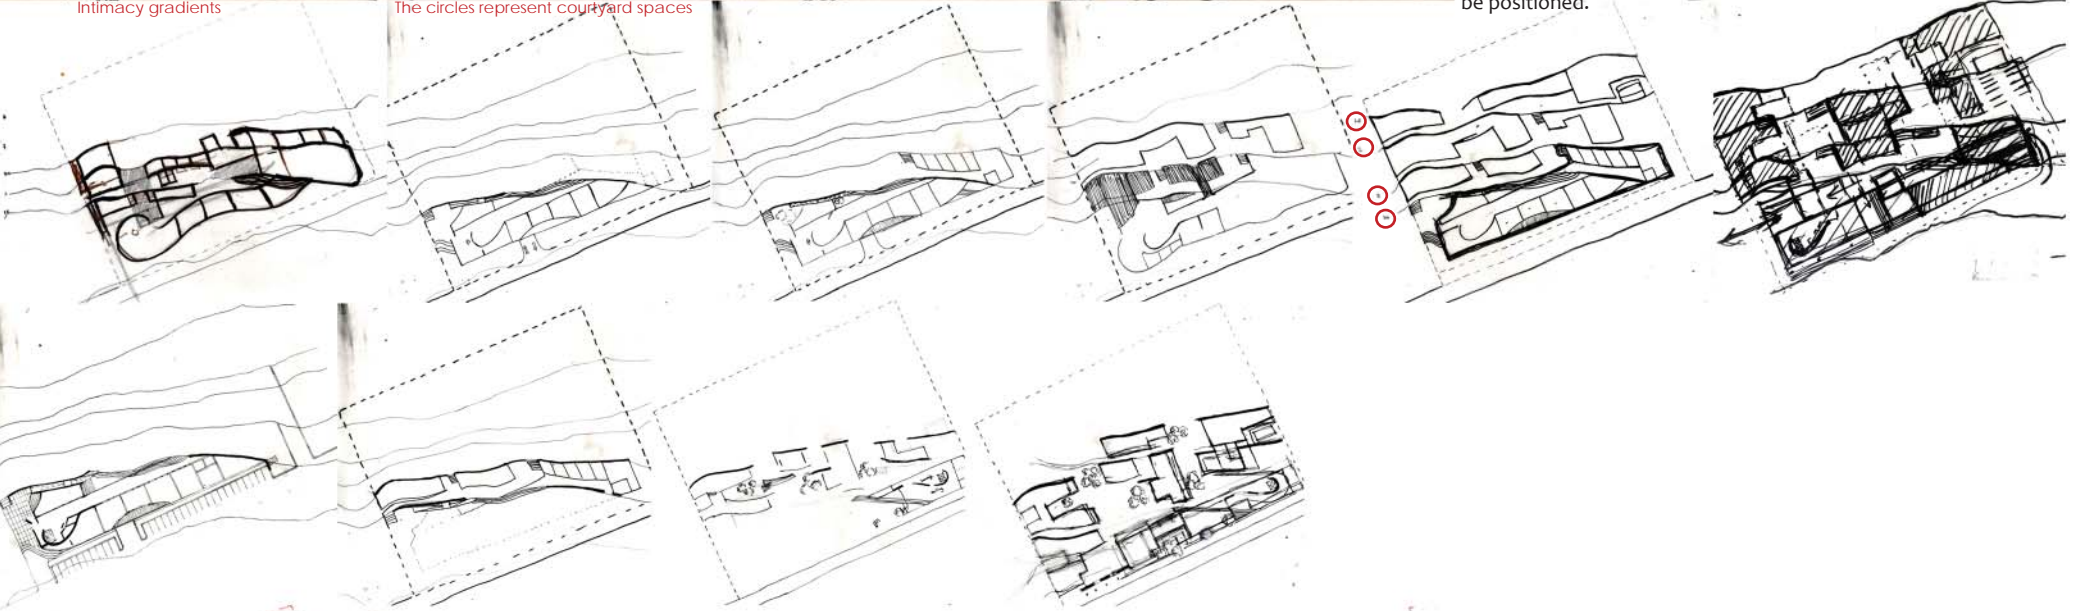 Intimacy gradients
The circles represent courtyard spaces
be positioned.